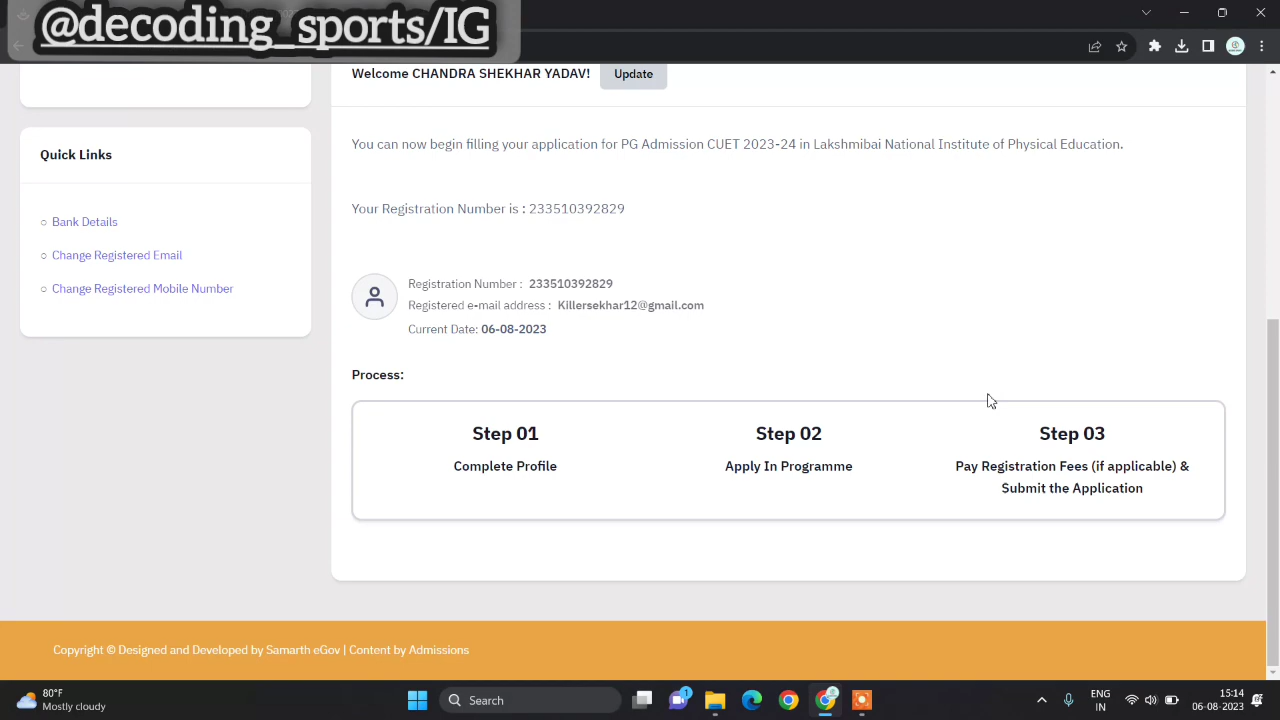 @decoding_sports/IG
Welcome CHANDRA SHEKHAR YADAV!
Update
You can now begin filling your application for PG Admission CUET 2023-24 in Lakshmibai National Institute of Physical Education.
Your Registration Number is : 233510392829
Registration Number : 233510392829
Registered e-mail address : Killersekhar12@gmail.com
Current Date: 06-08-2023
Process:
Step 01
Complete Profile
Step 02
Apply In Programme
Step 03
Pay Registration Fees (if applicable) &
Submit the Application
Quick Links
Bank Details
Change Registered Email
Change Registered Mobile Number
Copyright © Designed and Developed by Samarth eGov | Content by Admissions
80°F
Mostly cloudy
Search
1
ENG
IN
15:14
06-08-2023